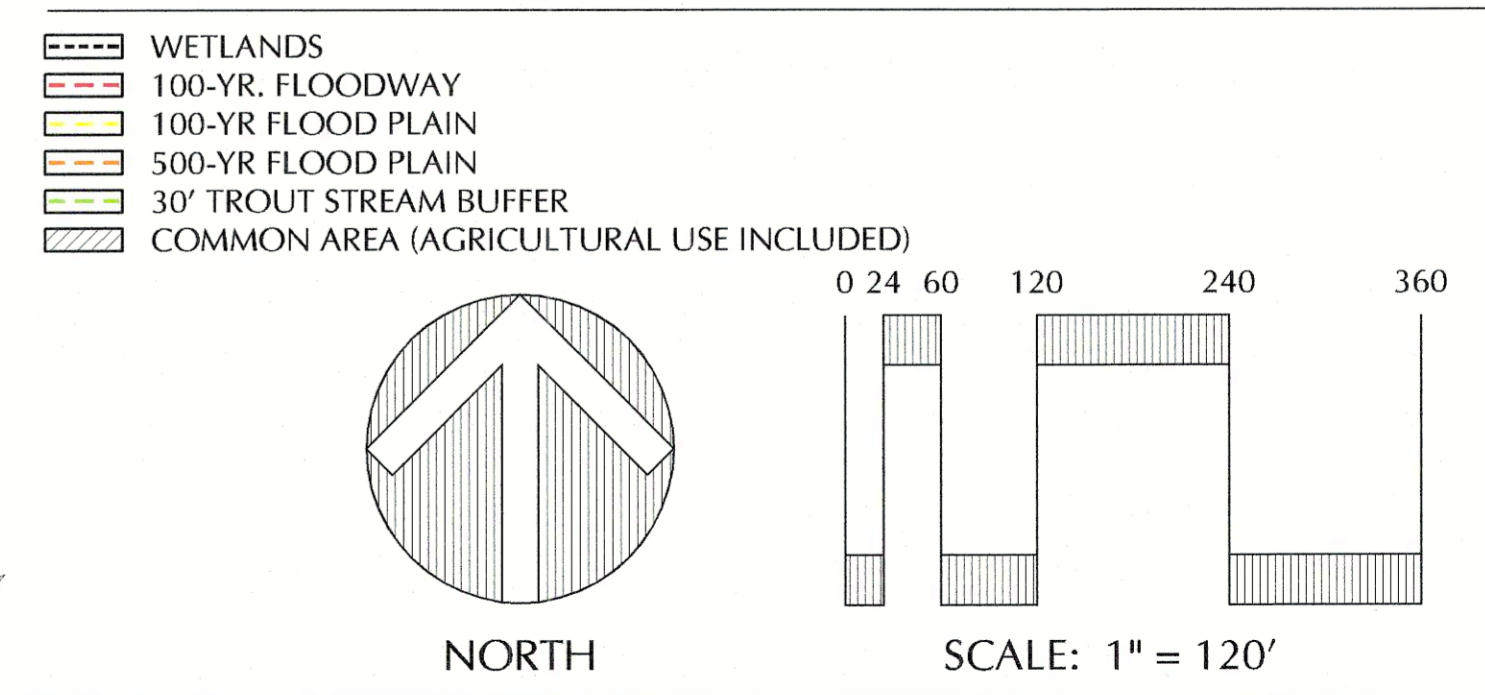 WETLANDS
100-YR. FLOODWAY
100-YR FLOOD PLAIN
500-YR FLOOD PLAIN
30' TROUT STREAM BUFFER
COMMON AREA (AGRICULTURAL USE INCLUDED)
0 24 60 120 240 360
NORTH
SCALE: 1" = 120'